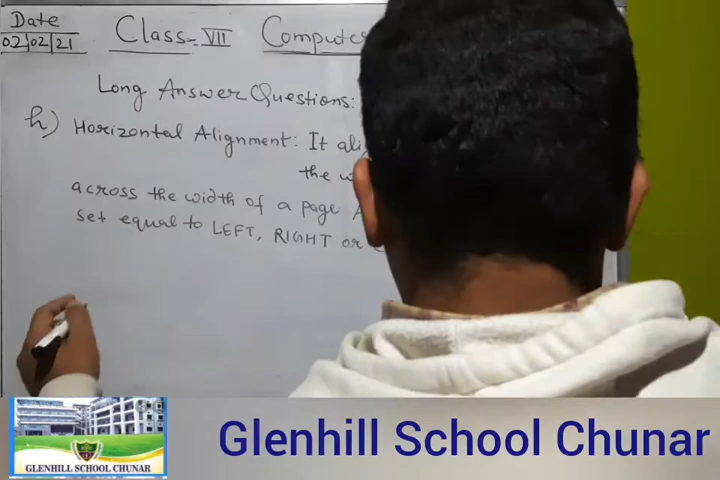 Date
02/02/21
Class-VII Compute
Long Answer Questions:
h) Horizontal Alignment: It ali
the w
across the width of a page
set equal to LEFT, RIGHT or
GLENHILL SCHOOL CHUNAR
Glenhill School Chunar